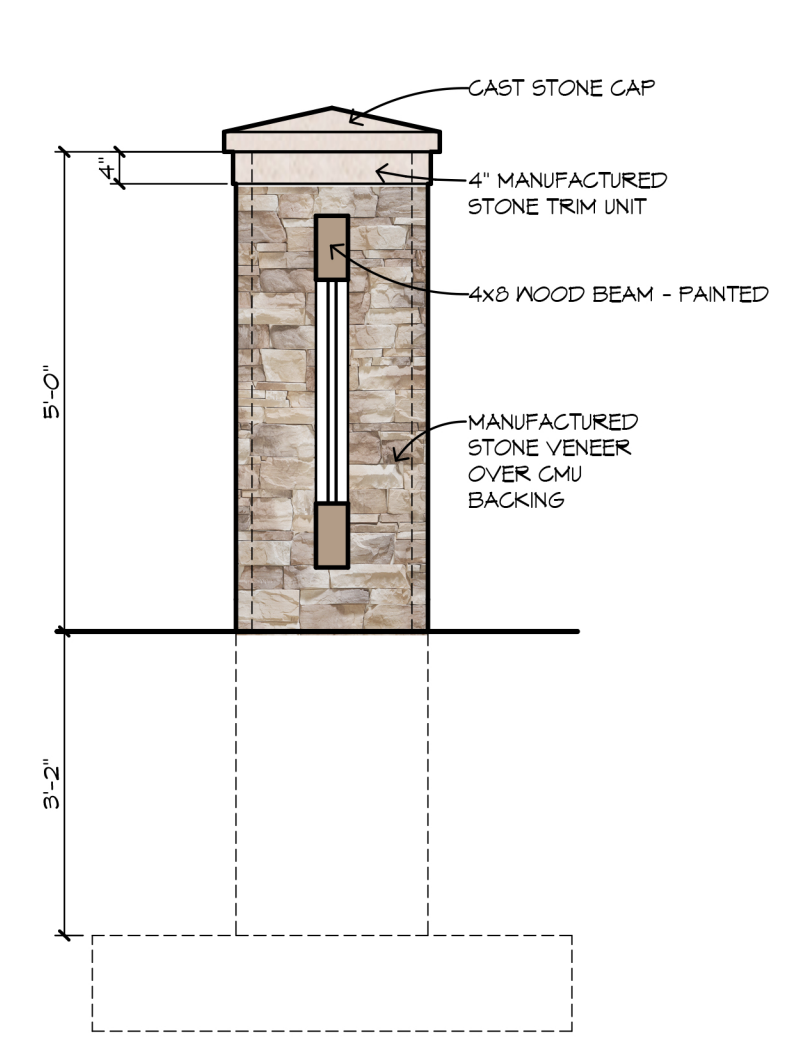 CAST STONE CAP
4"
4" MANUFACTURED
STONE TRIM UNIT
4x8 WOOD BEAM - PAINTED
5'-0"
MANUFACTURED
STONE VENEER
OVER CMU
BACKING
3'-2"